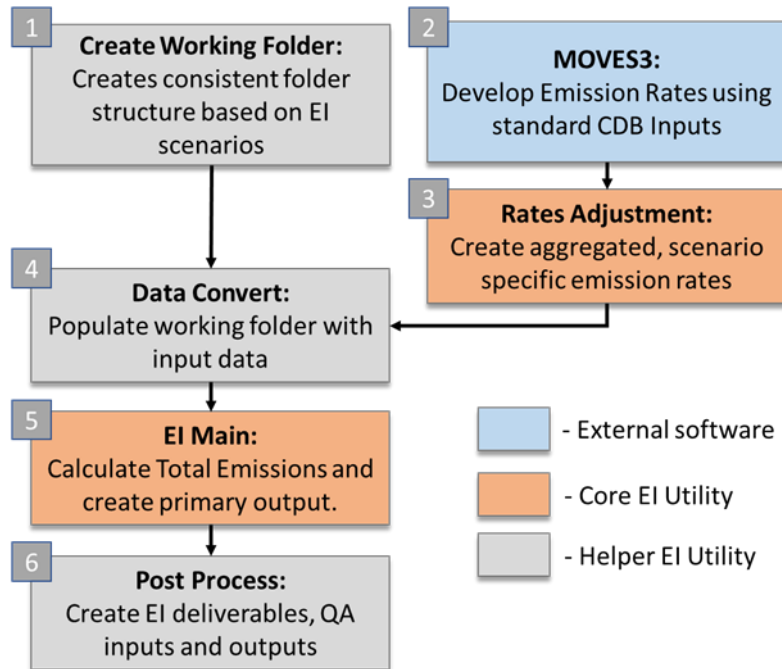 1
Create Working Folder:
Creates consistent folder
structure based on EI
scenarios
2
MOVES3:
Develop Emission Rates using
standard CDB Inputs
3
Rates Adjustment:
Create aggregated, scenario
specific emission rates
4
Data Convert:
Populate working folder with
input data
5
EI Main:
Calculate Total Emissions and
create primary output.
6
Post Process:
Create EI deliverables, QA
inputs and outputs
- External software
- Core EI Utility
- Helper EI Utility